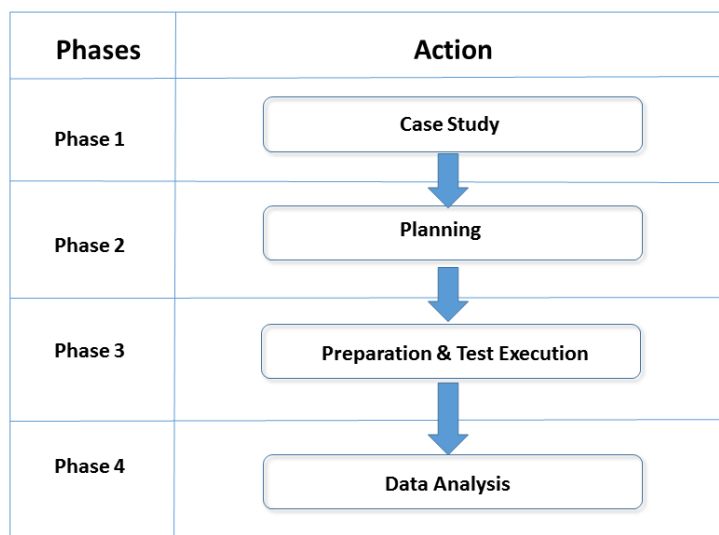 Phases
Action
Phase 1
Case Study
Phase 2
Planning
Phase 3
Preparation & Test Execution
Phase 4
Data Analysis